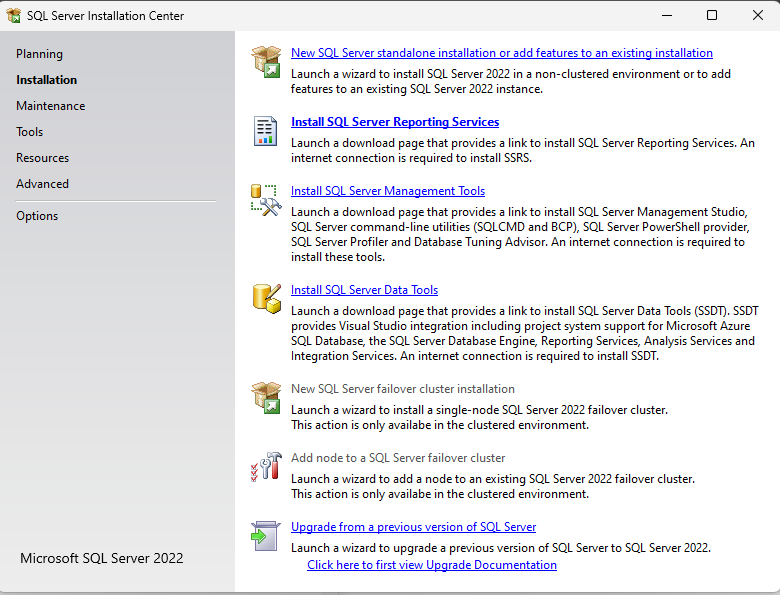 SQL Server Installation Center
Planning
Installation
Maintenance
Tools
Resources
Advanced
Options
Microsoft SQL Server 2022
New SQL Server standalone installation or add features to an existing installation
Launch a wizard to install SQL Server 2022 in a non-clustered environment or to add
features to an existing SQL Server 2022 instance.
Install SQL Server Reporting Services
Launch a download page that provides a link to install SQL Server Reporting Services. An
internet connection is required to install SSRS.
Install SQL Server Management Tools
Launch a download page that provides a link to install SQL Server Management Studio,
SQL Server command-line utilities (SQLCMD and BCP), SQL Server PowerShell provider,
SQL Server Profiler and Database Tuning Advisor. An internet connection is required to
install these tools.
Install SQL Server Data Tools
Launch a download page that provides a link to install SQL Server Data Tools (SSDT). SSDT
provides Visual Studio integration including project system support for Microsoft Azure
SQL Database, the SQL Server Database Engine, Reporting Services, Analysis Services and
Integration Services. An internet connection is required to install SSDT.
New SQL Server failover cluster installation
Launch a wizard to install a single-node SQL Server 2022 failover cluster.
This action is only availabe in the clustered environment.
Add node to a SQL Server failover cluster
Launch a wizard to add a node to an existing SQL Server 2022 failover cluster.
This action is only availabe in the clustered environment.
Upgrade from a previous version of SQL Server
Launch a wizard to upgrade a previous version of SQL Server to SQL Server 2022.
Click here to first view Upgrade Documentation